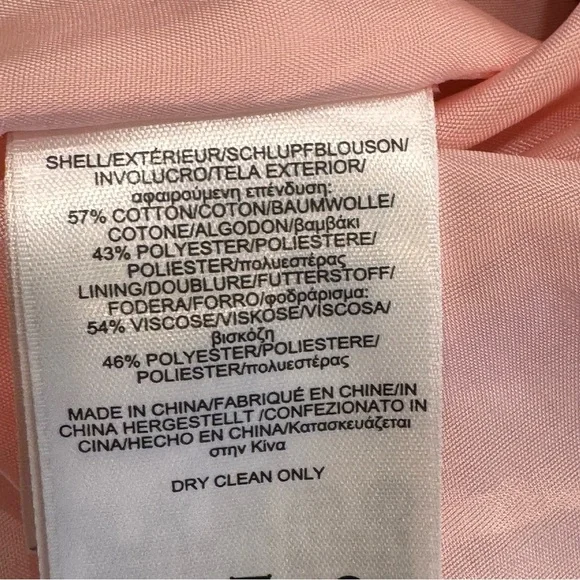 SHELL/EXTÉRIEUR/SCHLUPFBLOUSON/
INVOLUCRO/TELA EXTERIOR/
αφαιρούμενη επένδυση:
57% COTTON/COTON/BAUMWOLLE/
COTONE/ALGODON/βαμβάκι
43% POLYESTER/POLIESTERE/
POLIESTER/πολυεστέρας
LINING/DOUBLURE/FUTTERSTOFF/
FODERA/FORRO/φοδράρισμα:
54% VISCOSE/VISKOSE/VISCOSA/
βισκόζη
46% POLYESTER/POLIESTERE/
POLIESTER/πολυεστέρας
MADE IN CHINA/FABRIQUÉ EN CHINE/IN
CHINA HERGESTELLT /CONFEZIONATO IN
CINA/HECHO EN CHINA/Κατασκευάζεται
στην Κίνα
DRY CLEAN ONLY